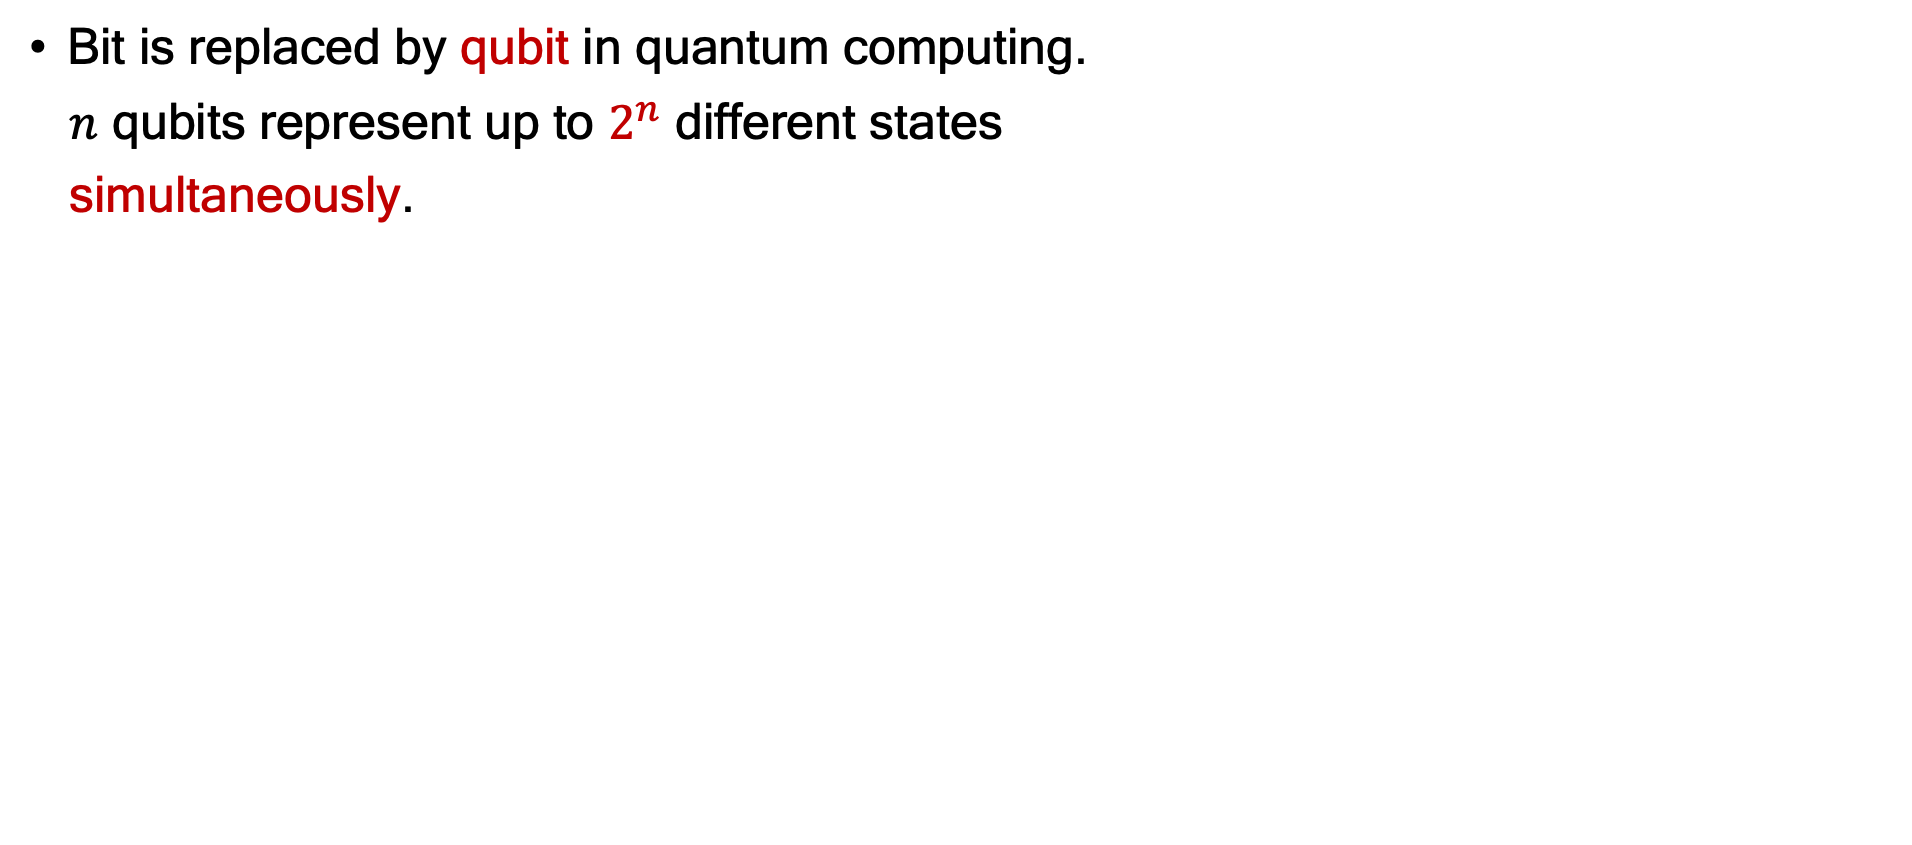 • Bit is replaced by qubit in quantum computing.
𝑛 qubits represent up to 2ⁿ different states
simultaneously.